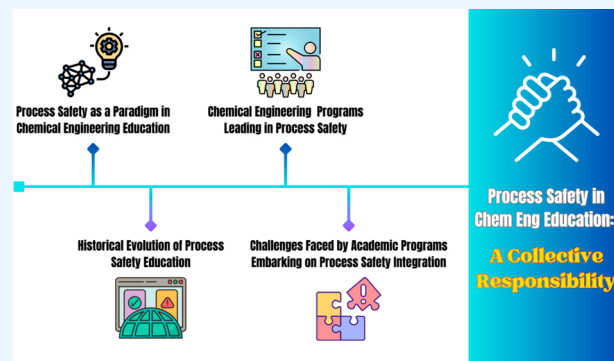 Process Safety as a Paradigm in
Chemical Engineering Education
Chemical Engineering Programs
Leading in Process Safety
Historical Evolution of Process
Safety Education
Challenges Faced by Academic Programs
Embarking on Process Safety Integration
Process Safety in
Chem Eng Education:
A Collective
Responsibility